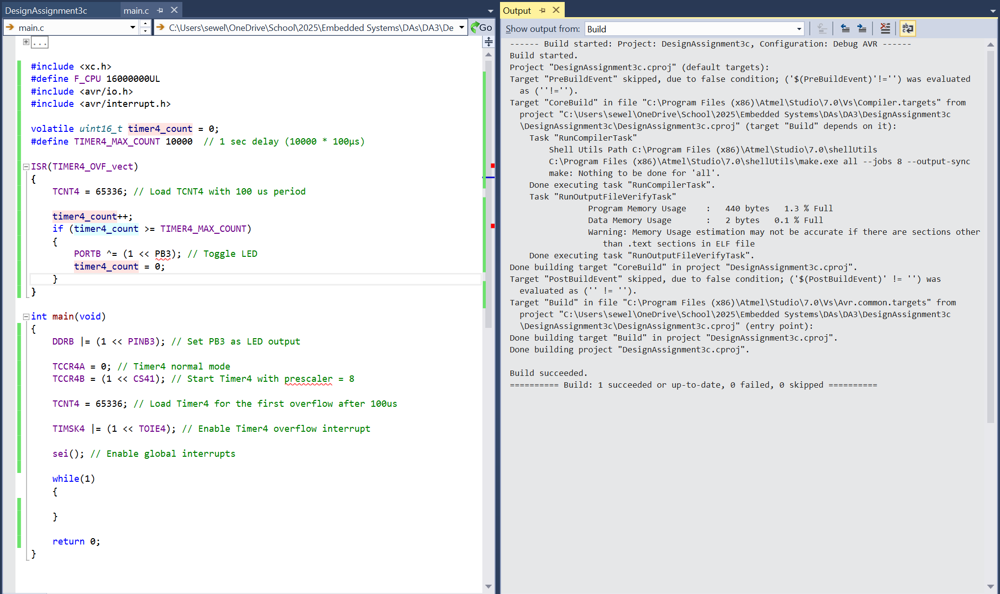 DesignAssignment3c
main.c
main.c
C:\Users\sewel\OneDrive\School\2025\Embedded Systems\DAs\DA3\De
Go
...
#include <xc.h>
#define F_CPU 16000000UL
#include <avr/io.h>
#include <avr/interrupt.h>
volatile uint16_t timer4_count = 0;
#define TIMER4_MAX_COUNT 10000  // 1 sec delay (10000 * 100µs)
ISR(TIMER4_OVF_vect)
{
    TCNT4 = 65336; // Load TCNT4 with 100 us period
    timer4_count++;
    if (timer4_count >= TIMER4_MAX_COUNT)
    {
        PORTB ^= (1 << PB3); // Toggle LED
        timer4_count = 0;
    }
}
int main(void)
{
    DDRB |= (1 << PINB3); // Set PB3 as LED output
    TCCR4A = 0; // Timer4 normal mode
    TCCR4B = (1 << CS41); // Start Timer4 with prescaler = 8
    TCNT4 = 65336; // Load Timer4 for the first overflow after 100us
    TIMSK4 |= (1 << TOIE4); // Enable Timer4 overflow interrupt
    sei(); // Enable global interrupts
    while(1)
    {
    }
    return 0;
}
Output
Show output from: Build
------ Build started: Project: DesignAssignment3c, Configuration: Debug AVR ------
Build started.
Project "DesignAssignment3c.cproj" (default targets):
Target "PreBuildEvent" skipped, due to false condition; ('$(PreBuildEvent)'!='') was evaluated
  as (''!='').
Target "CoreBuild" in file "C:\Program Files (x86)\Atmel\Studio\7.0\Vs\Compiler.targets" from
  project "C:\Users\sewel\OneDrive\School\2025\Embedded Systems\DAs\DA3\DesignAssignment3c
  \DesignAssignment3c\DesignAssignment3c.cproj" (target "Build" depends on it):
    Task "RunCompilerTask"
        Shell Utils Path C:\Program Files (x86)\Atmel\Studio\7.0\shellUtils
        C:\Program Files (x86)\Atmel\Studio\7.0\shellUtils\make.exe all --jobs 8 --output-sync
        make: Nothing to be done for 'all'.
    Done executing task "RunCompilerTask".
    Task "RunOutputFileVerifyTask"
                Program Memory Usage    :   440 bytes   1.3 % Full
                Data Memory Usage       :   2 bytes   0.1 % Full
                Warning: Memory Usage estimation may not be accurate if there are sections other
                   than .text sections in ELF file
    Done executing task "RunOutputFileVerifyTask".
Done building target "CoreBuild" in project "DesignAssignment3c.cproj".
Target "PostBuildEvent" skipped, due to false condition; ('$(PostBuildEvent)' != '') was
  evaluated as ('' != '').
Target "Build" in file "C:\Program Files (x86)\Atmel\Studio\7.0\Vs\Avr.common.targets" from
  project "C:\Users\sewel\OneDrive\School\2025\Embedded Systems\DAs\DA3\DesignAssignment3c
  \DesignAssignment3c\DesignAssignment3c.cproj" (entry point):
Done building target "Build" in project "DesignAssignment3c.cproj".
Done building project "DesignAssignment3c.cproj".
Build succeeded.
========== Build: 1 succeeded or up-to-date, 0 failed, 0 skipped ==========